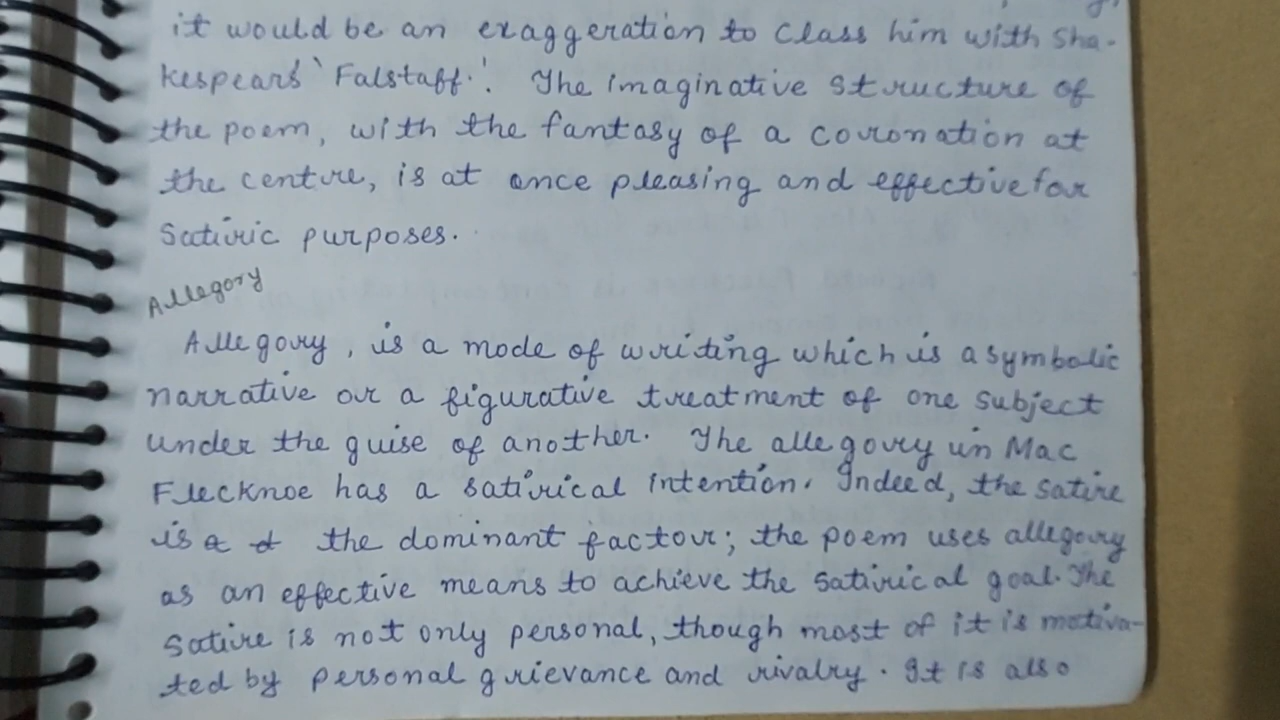 it would be an exaggeration to class him with Sha-
kespears 'Falstaff.'. The imaginative structure of
the poem, with the fantasy of a coronation at
the centre, is at once pleasing and effective for
Satiric purposes.
Allegory
Allegory, is a mode of writing which is a symbolic
narrative or a figurative treatment of one subject
under the guise of another. The allegory in Mac
Flecknoe has a satirical intention. Indeed, the satire
is the dominant factor; the poem uses allegory
as an effective means to achieve the satirical goal. The
satire is not only personal, though most of it is motiva-
ted by personal grievance and rivalry. It is also